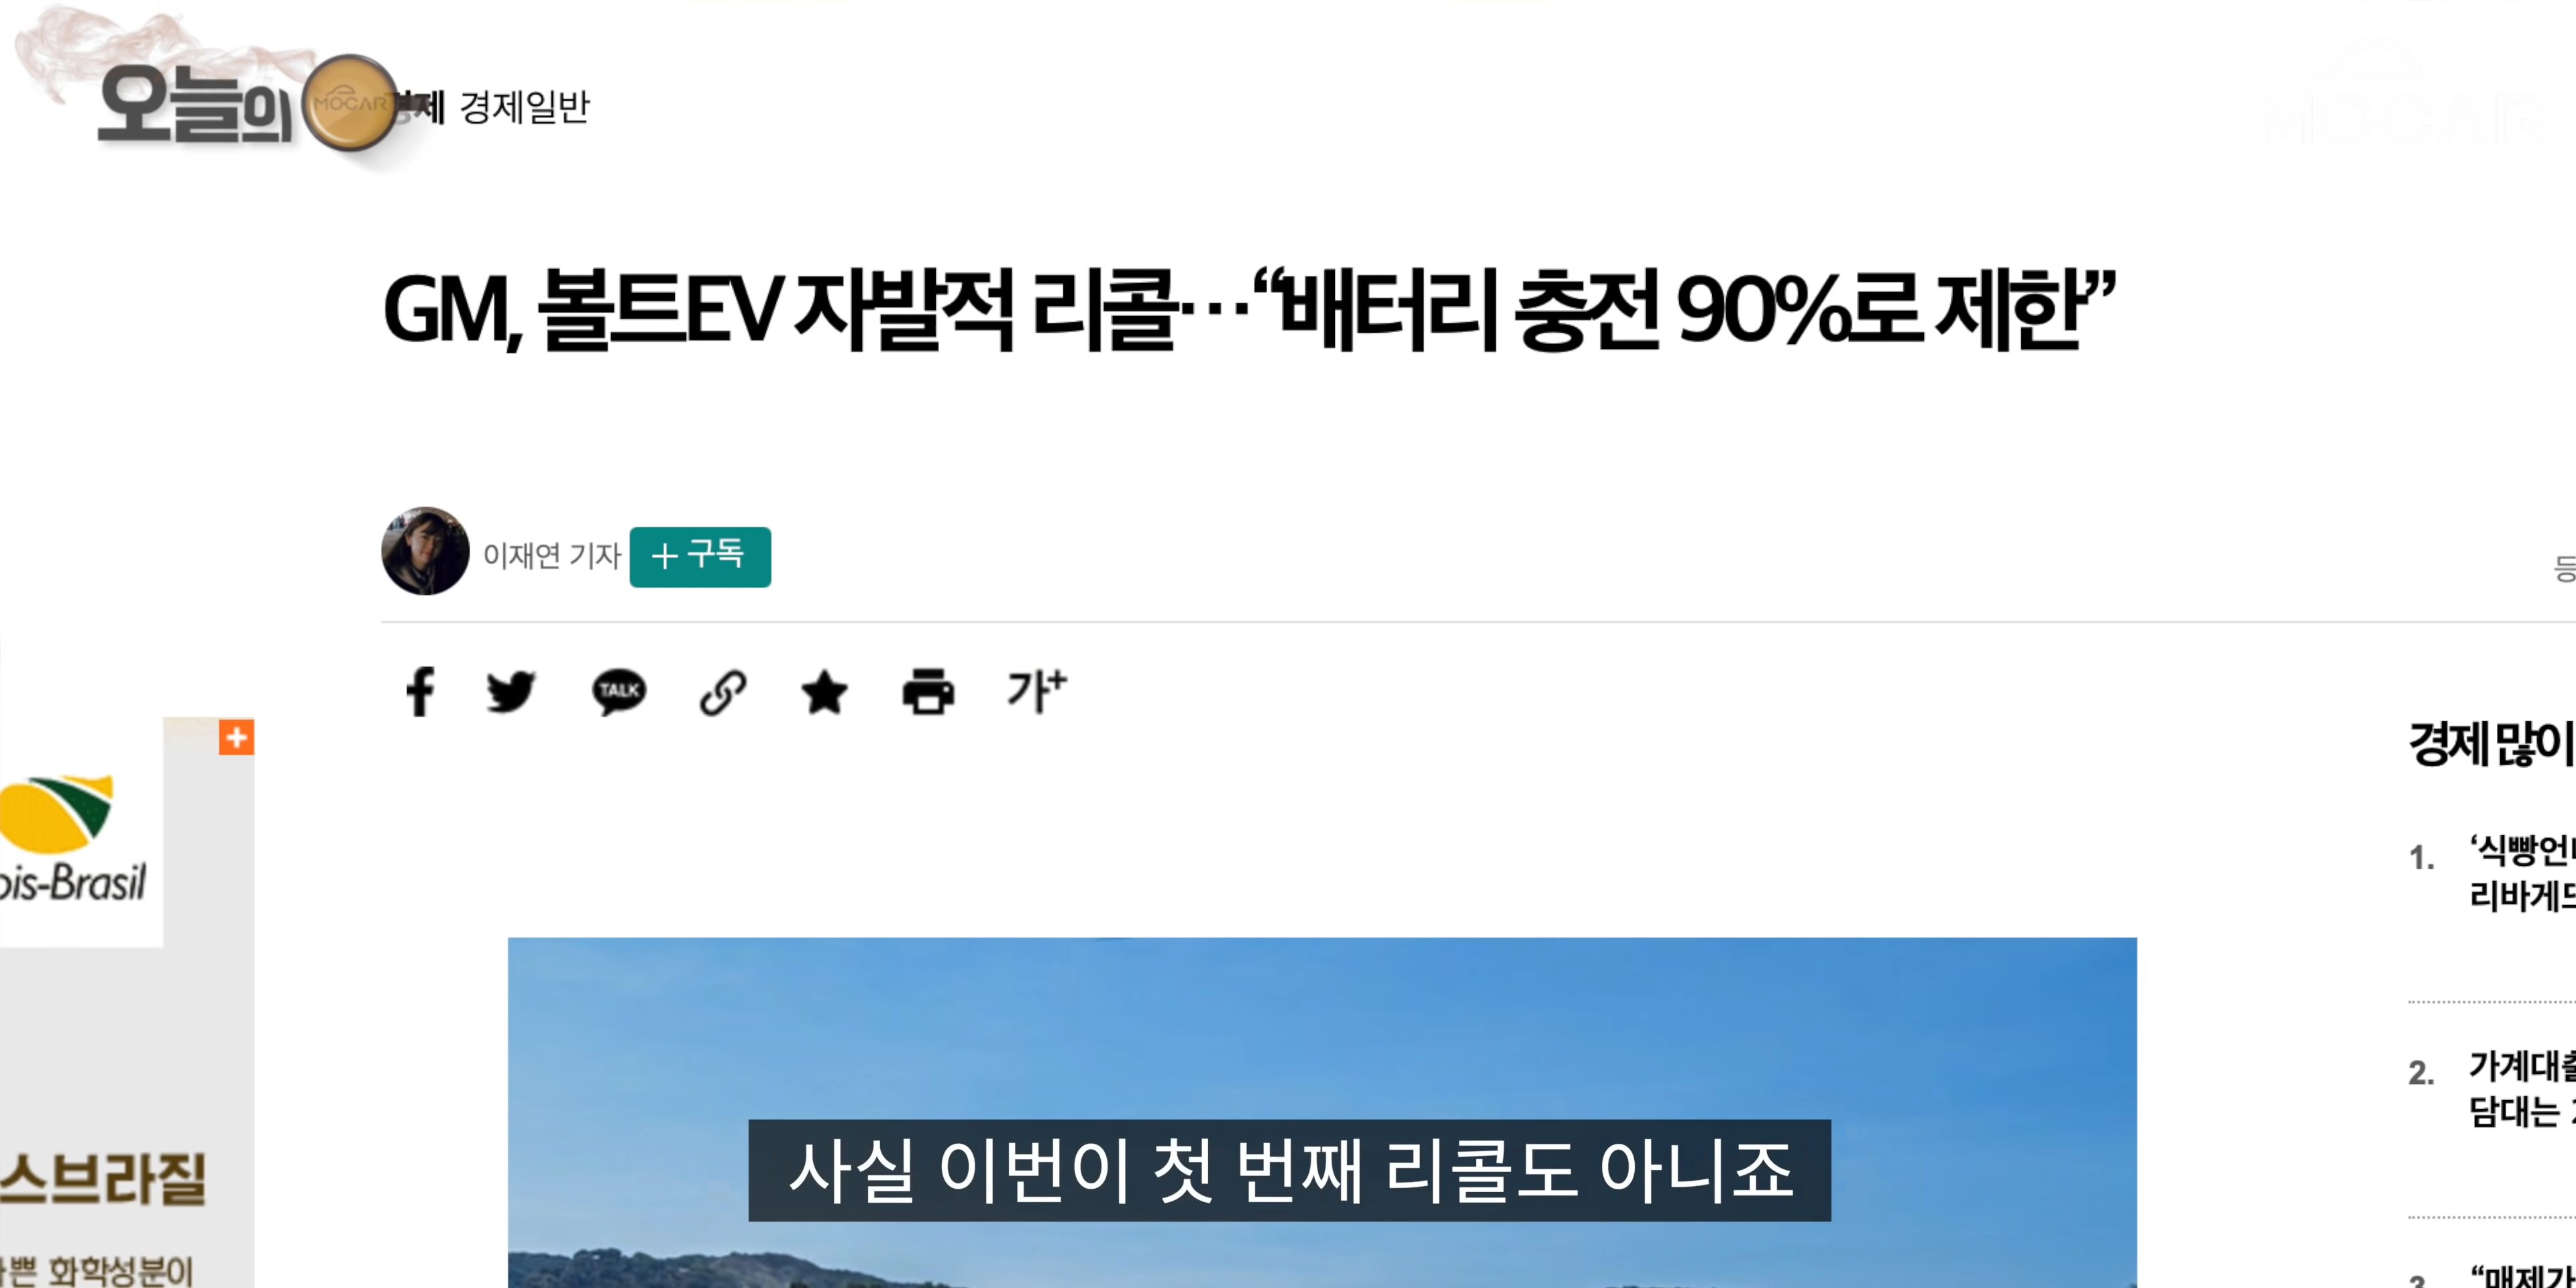 오늘의 MOCAR
경제 경제일반
MOCAR
GM, 볼트EV 자발적 리콜…“배터리 충전 90%로 제한”
이재연 기자 + 구독
TALK 가+
경제 많이
1. ‘식빵언
리바게
2. 가계대출
담대는
-Brasil
스브라질
쁜 화학성분이
사실 이번이 첫 번째 리콜도 아니죠